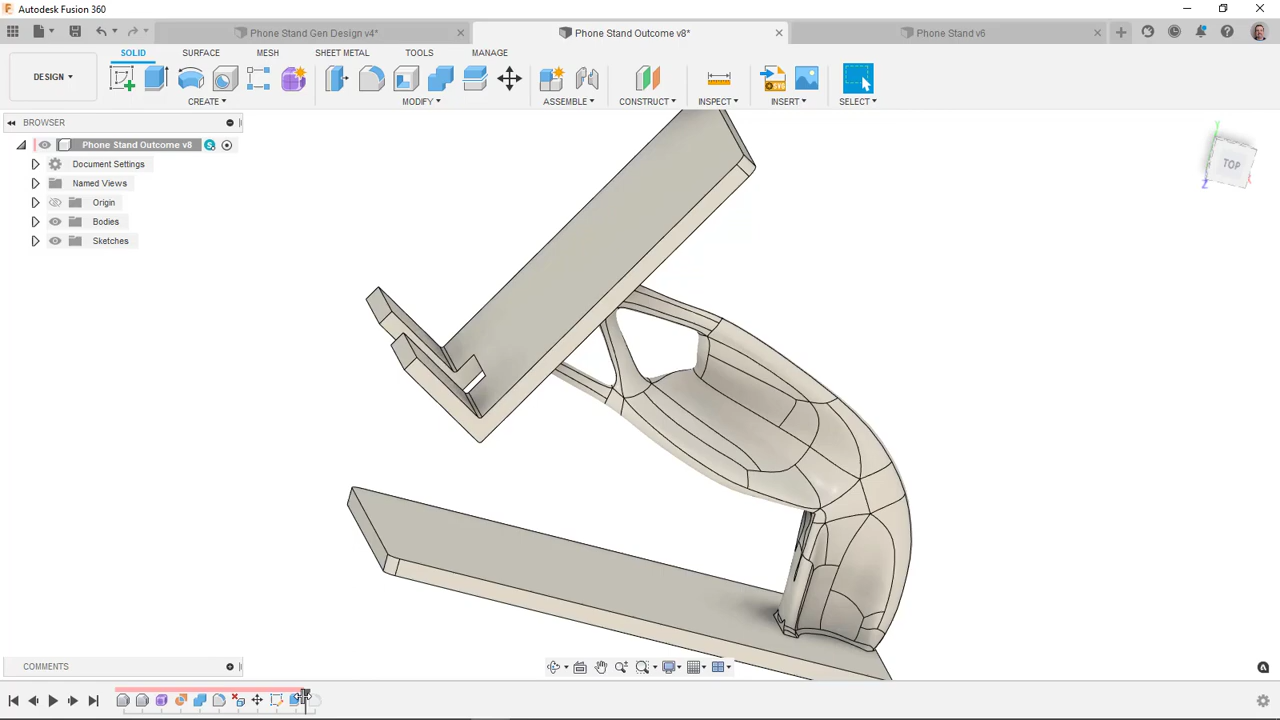 Autodesk Fusion 360
Phone Stand Gen Design v4*
Phone Stand Outcome v8*
Phone Stand v6
SOLID SURFACE MESH SHEET METAL TOOLS MANAGE
DESIGN
CREATE MODIFY ASSEMBLE CONSTRUCT INSPECT INSERT SELECT
BROWSER
Phone Stand Outcome v8
Document Settings
Named Views
Origin
Bodies
Sketches
Y
TOP
Z
COMMENTS